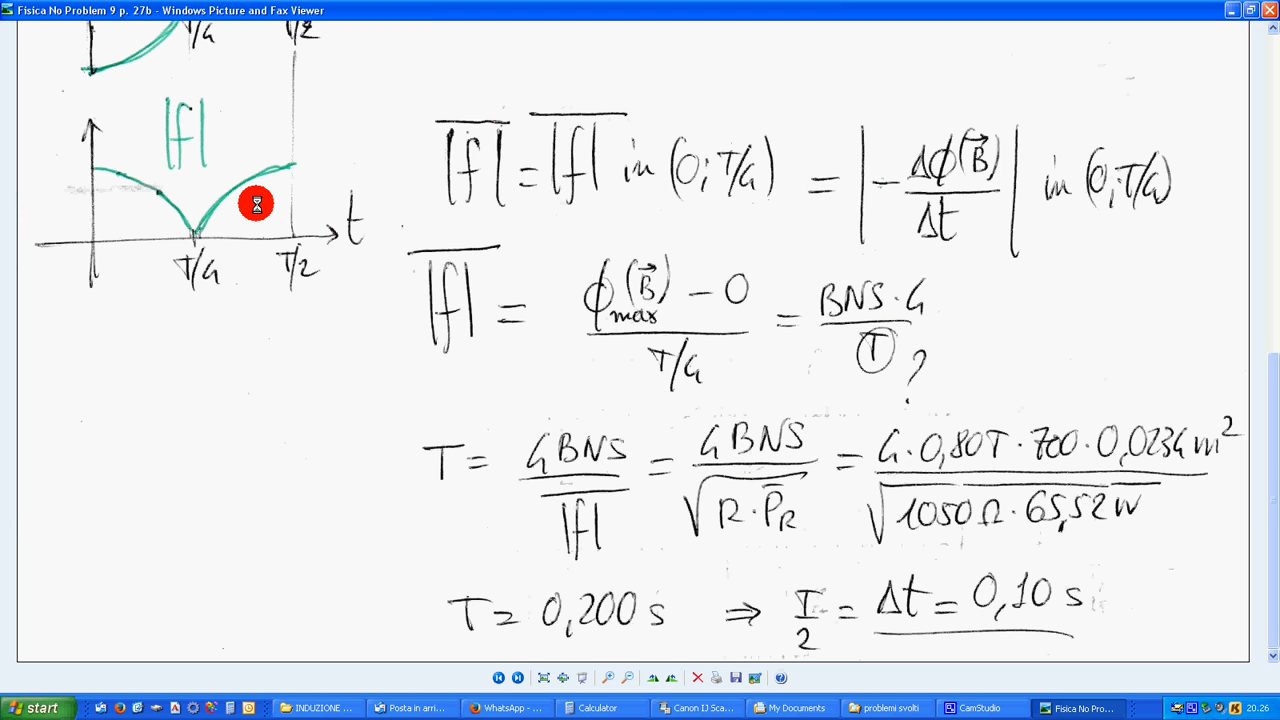 Fisica No Problem 9 p. 27b - Windows Picture and Fax Viewer
T/4 T/2
|f|
t
T/4 T/2
|f|‾ = |f|‾ in (0; T/4) = |- Δϕ(B⃗)/Δt| in (0; T/4)
|f|‾ = (ϕmax(B⃗) - 0)/(T/4) = BNS·4/T ?
T = 4BNS/|f|‾ = 4BNS/√(R·P̄R) = 4·0,80T·700·0,0234m²/√(1050Ω·65,52W)
T = 0,200 s ⇒ T/2 = Δt = 0,10 s
start INDUZIONE ... Posta in arri... WhatsApp - ... Calculator Canon IJ Sca... My Documents problemi svolti CamStudio Fisica No Pro... 20.26